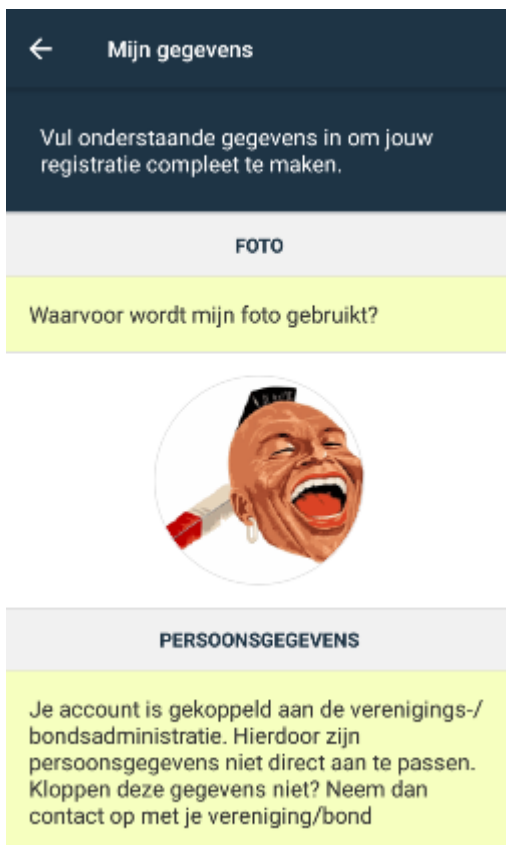 Mijn gegevens
Vul onderstaande gegevens in om jouw
registratie compleet te maken.
FOTO
Waarvoor wordt mijn foto gebruikt?
PERSOONSGEGEVENS
Je account is gekoppeld aan de verenigings-/
bondsadministratie. Hierdoor zijn
persoonsgegevens niet direct aan te passen.
Kloppen deze gegevens niet? Neem dan
contact op met je vereniging/bond